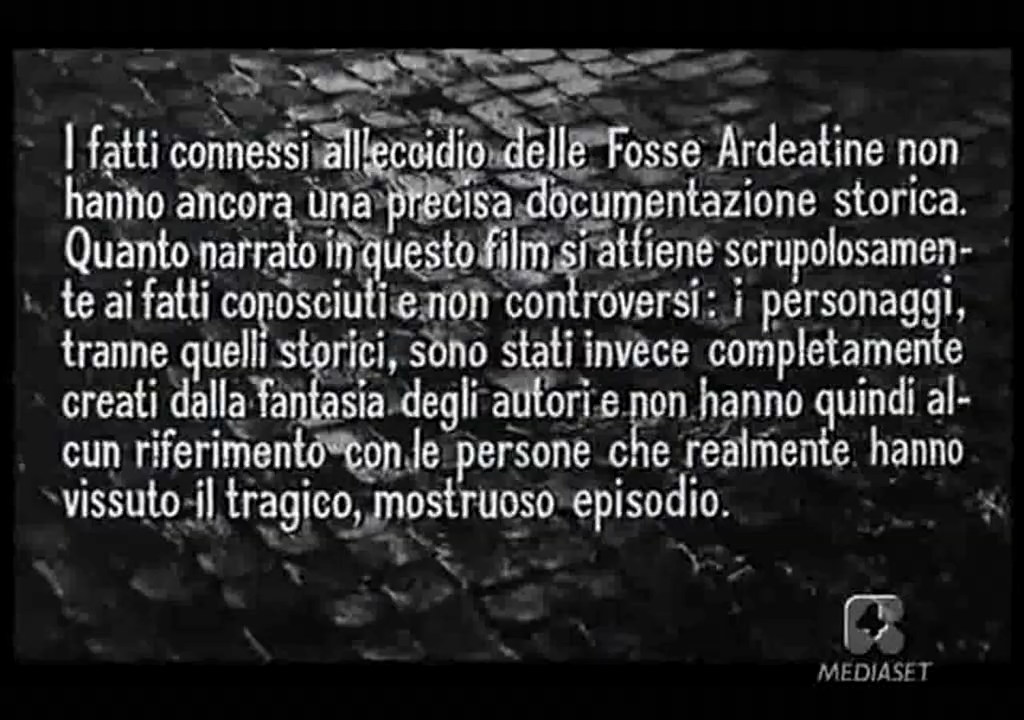 I fatti connessi all'ecoidio delle Fosse Ardeatine non
hanno ancora una precisa documentazione storica.
Quanto narrato in questo film si attiene scrupolosamen-
te ai fatti conosciuti e non controversi: i personaggi,
tranne quelli storici, sono stati invece completamente
creati dalla fantasia degli autori e non hanno quindi al-
cun riferimento con le persone che realmente hanno
vissuto il tragico, mostruoso episodio.
4
MEDIASET